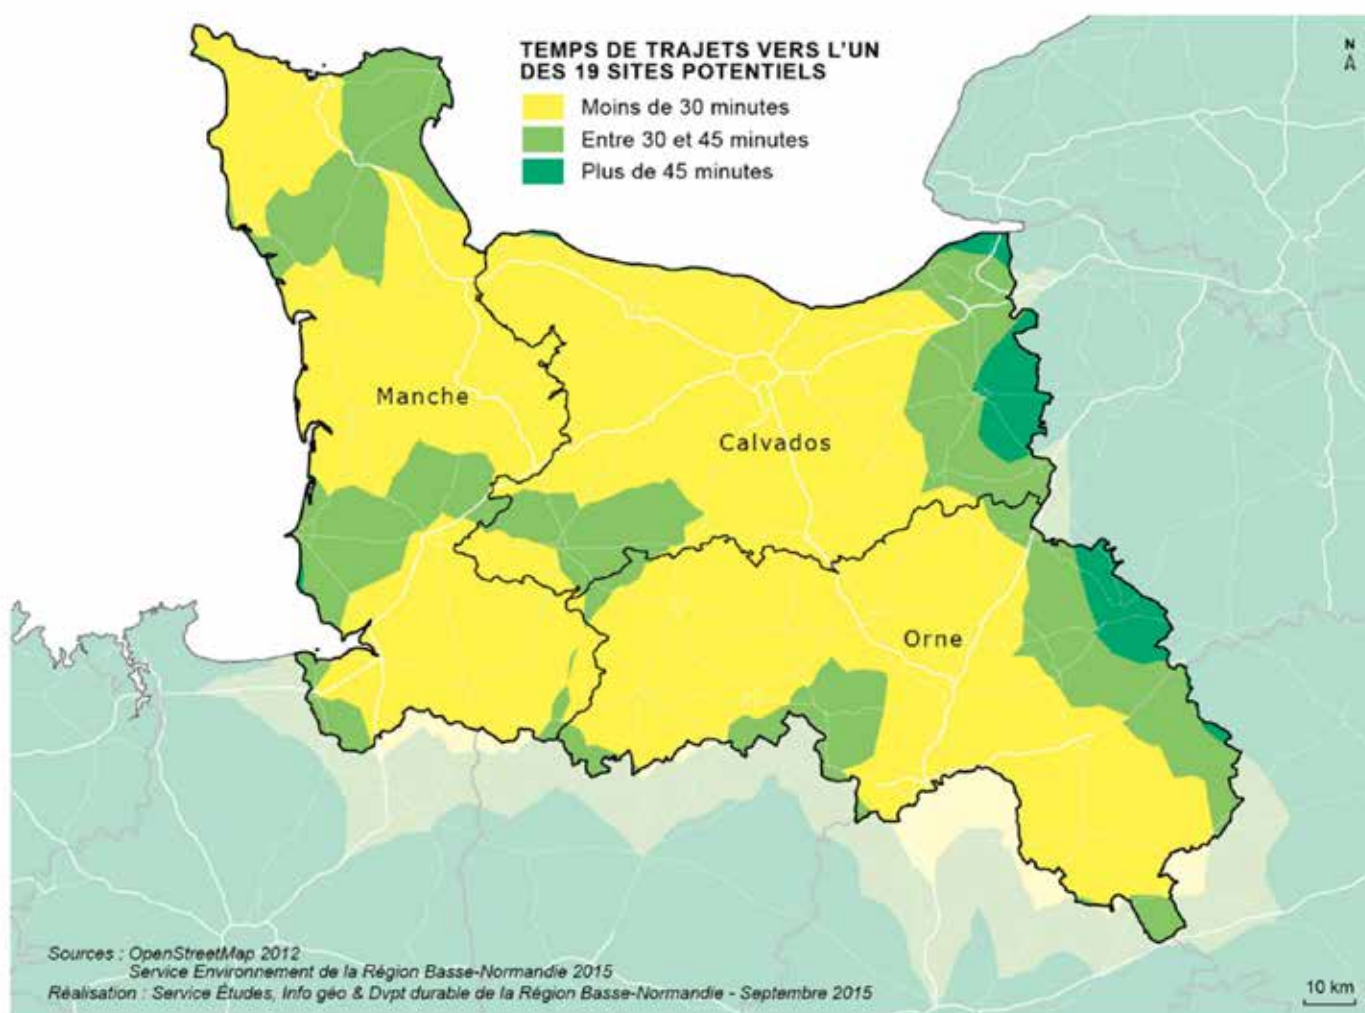 TEMPS DE TRAJETS VERS L'UN
DES 19 SITES POTENTIELS
Moins de 30 minutes
Entre 30 et 45 minutes
Plus de 45 minutes
N
Manche
Calvados
Orne
Sources : OpenStreetMap 2012
Service Environnement de la Région Basse-Normandie 2015
Réalisation : Service Études, Info géo & Dvpt durable de la Région Basse-Normandie - Septembre 2015
10 km